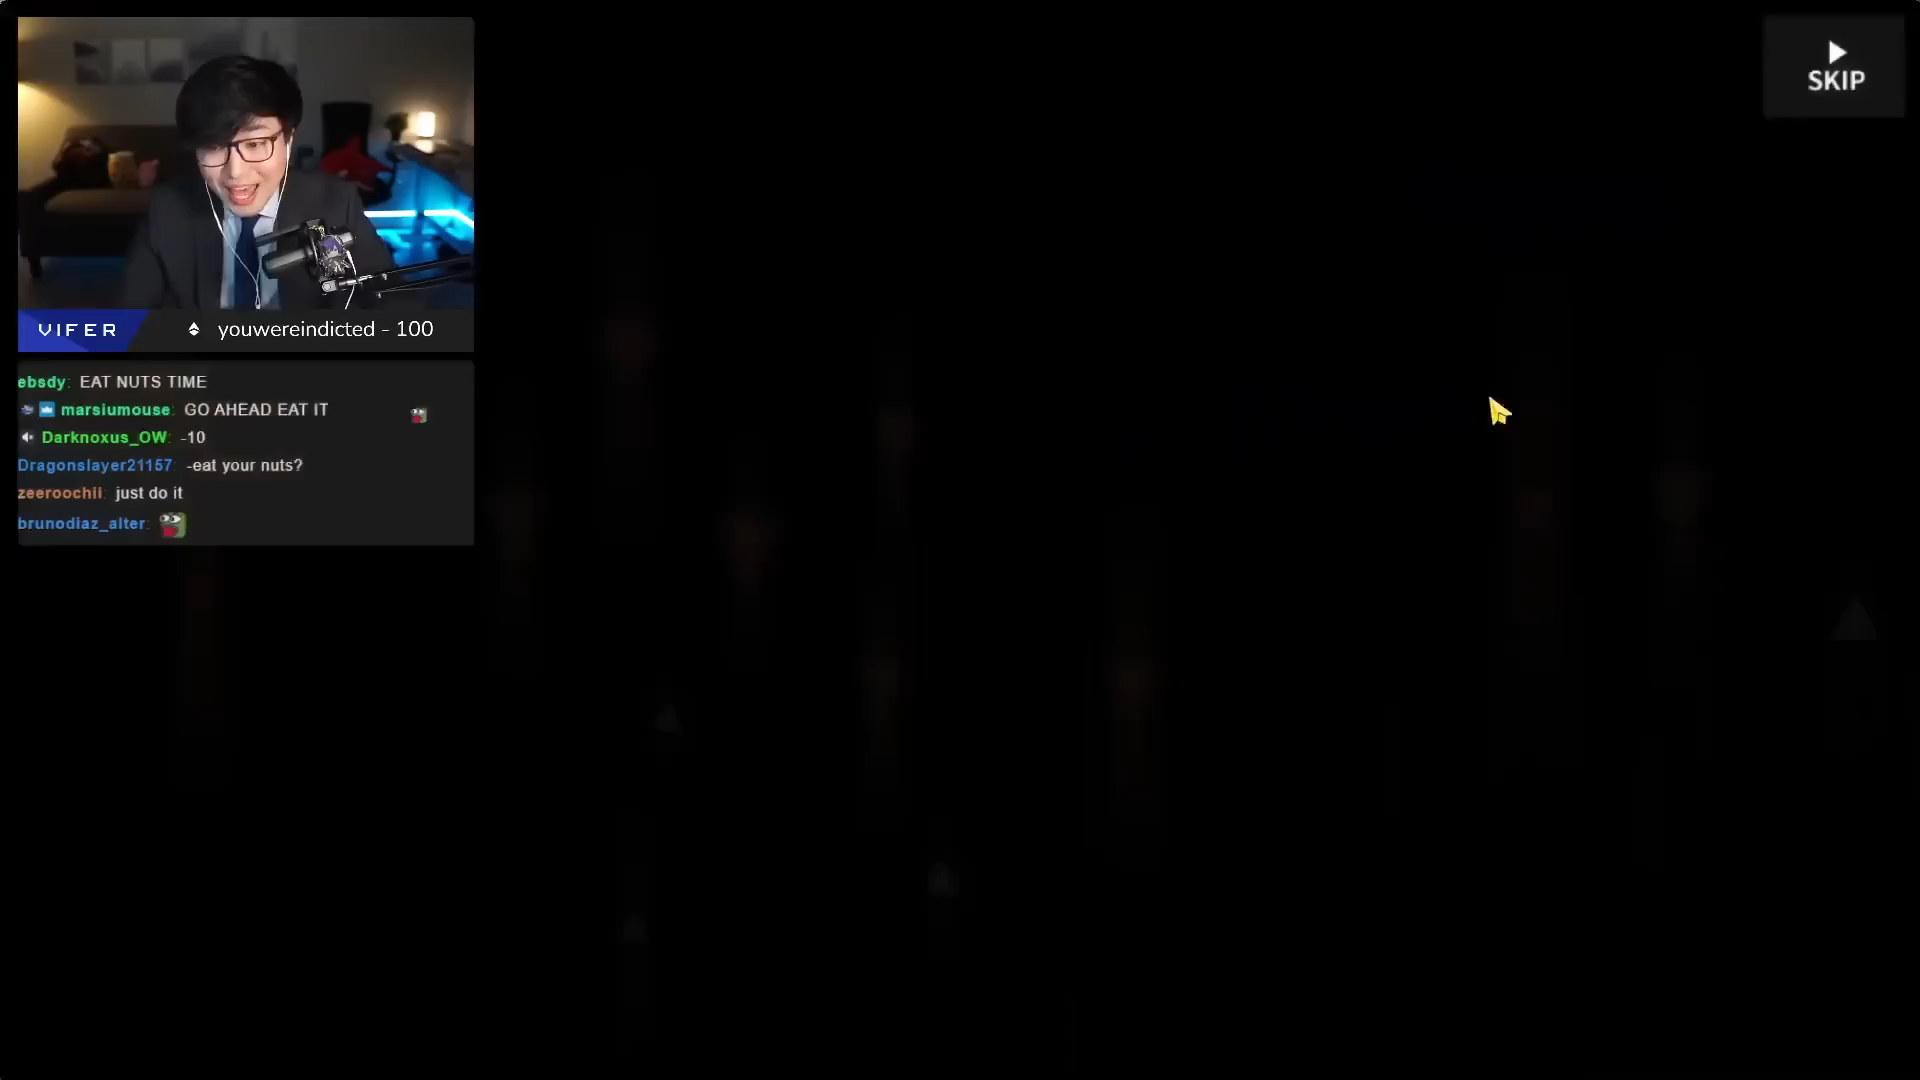 SKIP
VIFER youwereindicted - 100
ebsdy: EAT NUTS TIME
marsiumouse: GO AHEAD EAT IT
Darknoxus_OW: -10
Dragonslayer21157: -eat your nuts?
zeeroochii: just do it
brunodiaz_alter: